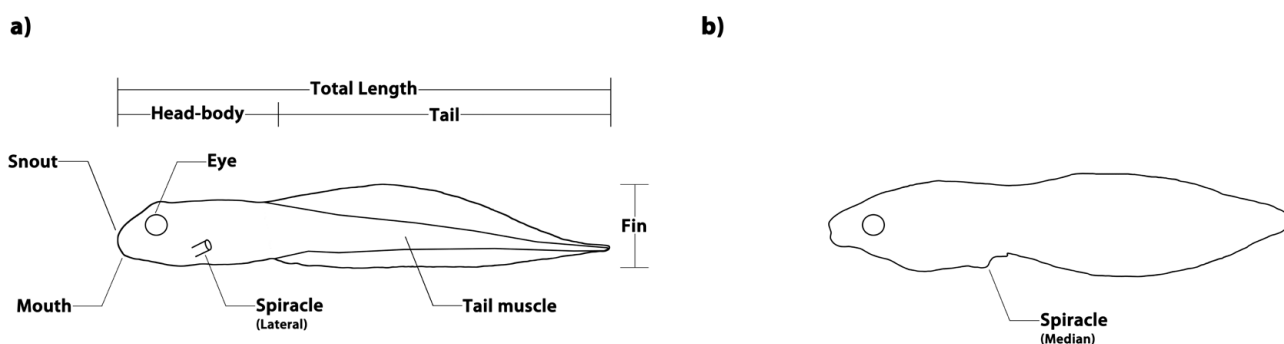 a)
Total Length
Head-body
Tail
Snout
Eye
Fin
Mouth
Spiracle
(Lateral)
Tail muscle
b)
Spiracle
(Median)